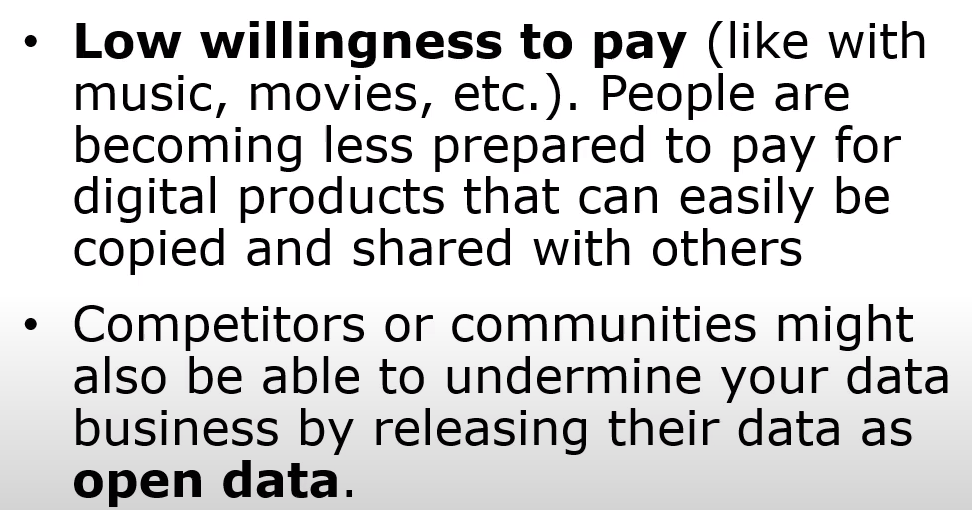 • Low willingness to pay (like with
music, movies, etc.). People are
becoming less prepared to pay for
digital products that can easily be
copied and shared with others
• Competitors or communities might
also be able to undermine your data
business by releasing their data as
open data.